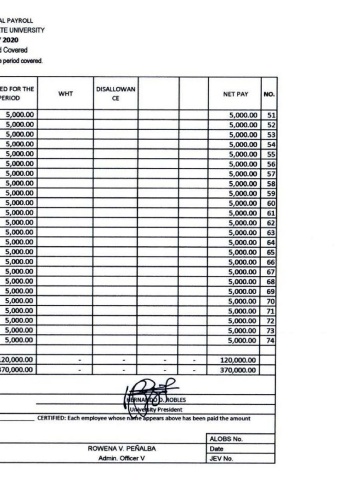 AL PAYROLL
TE UNIVERSITY
2020
d Covered
period covered.
ED FOR THE PERIOD WHT DISALLOWANCE NET PAY NO.
5,000.00 5,000.00 51
5,000.00 5,000.00 52
5,000.00 5,000.00 53
5,000.00 5,000.00 54
5,000.00 5,000.00 55
5,000.00 5,000.00 56
5,000.00 5,000.00 57
5,000.00 5,000.00 58
5,000.00 5,000.00 59
5,000.00 5,000.00 60
5,000.00 5,000.00 61
5,000.00 5,000.00 62
5,000.00 5,000.00 63
5,000.00 5,000.00 64
5,000.00 5,000.00 65
5,000.00 5,000.00 66
5,000.00 5,000.00 67
5,000.00 5,000.00 68
5,000.00 5,000.00 69
5,000.00 5,000.00 70
5,000.00 5,000.00 71
5,000.00 5,000.00 72
5,000.00 5,000.00 73
5,000.00 5,000.00 74
120,000.00 - - - - 120,000.00
370,000.00 - - - - 370,000.00
HERNANDO D. ROBLES
University President
CERTIFIED: Each employee whose name appears above has been paid the amount
ALOBS No.
ROWENA V. PEÑALBA Date
Admin. Officer V JEV No.